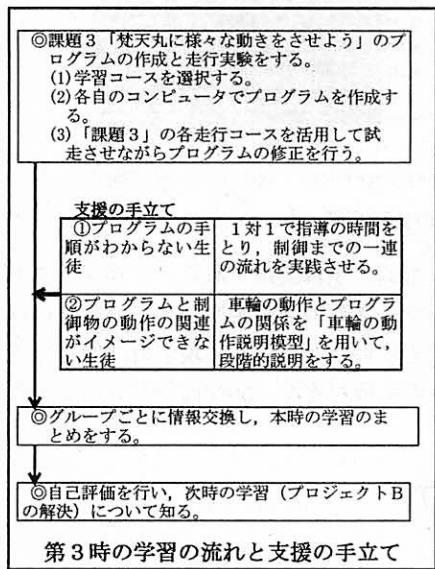 ◎課題3「梵天丸に様々な動きをさせよう」のプ
ログラムの作成と走行実験をする。
(1)学習コースを選択する。
(2)各自のコンピュータでプログラムを作成す
る。
(3)「課題3」の各走行コースを活用して試
走させながらプログラムの修正を行う。
支援の手立て
①プログラムの手
順がわからない生
徒
1対1で指導の時間を
とり，制御までの一連
の流れを実践させる。
②プログラムと制
御物の動作の関連
がイメージできな
い生徒
車輪の動作とプログラ
ムの関係を「車輪の動
作説明模型」を用いて，
段階的説明をする。
◎グループごとに情報交換し，本時の学習のま
とめをする。
◎自己評価を行い，次時の学習（プロジェクトB
の解決）について知る。
第3時の学習の流れと支援の手立て